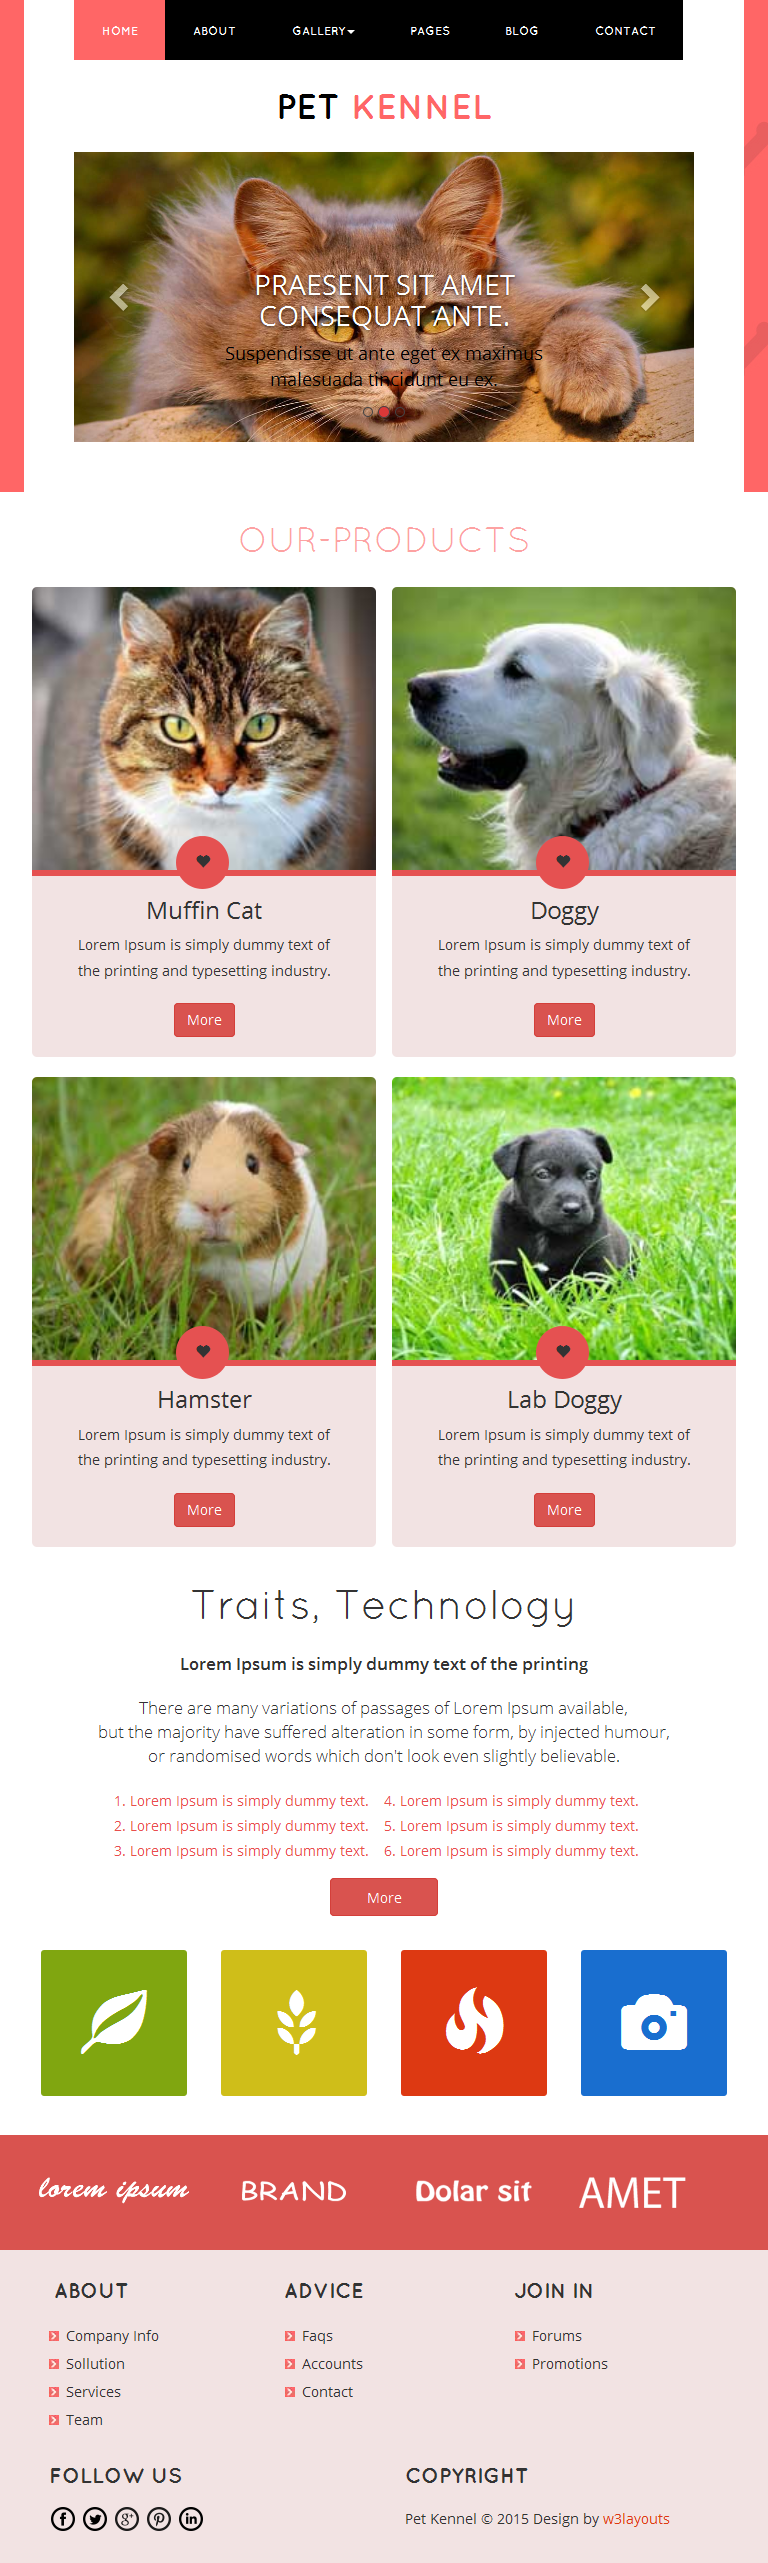 HOME ABOUT GALLERY PAGES BLOG CONTACT
PET KENNEL
PRAESENT SIT AMET
CONSEQUAT ANTE.
Suspendisse ut ante eget ex maximus
malesuada tincidunt eu ex.
OUR-PRODUCTS
Muffin Cat
Lorem Ipsum is simply dummy text of
the printing and typesetting industry.
More
Doggy
Lorem Ipsum is simply dummy text of
the printing and typesetting industry.
More
Hamster
Lorem Ipsum is simply dummy text of
the printing and typesetting industry.
More
Lab Doggy
Lorem Ipsum is simply dummy text of
the printing and typesetting industry.
More
Traits, Technology
Lorem Ipsum is simply dummy text of the printing
There are many variations of passages of Lorem Ipsum available,
but the majority have suffered alteration in some form, by injected humour,
or randomised words which don't look even slightly believable.
1. Lorem Ipsum is simply dummy text.
2. Lorem Ipsum is simply dummy text.
3. Lorem Ipsum is simply dummy text.
4. Lorem Ipsum is simply dummy text.
5. Lorem Ipsum is simply dummy text.
6. Lorem Ipsum is simply dummy text.
More
lorem ipsum BRAND Dolar sit AMET
ABOUT
Company Info
Sollution
Services
Team
ADVICE
Faqs
Accounts
Contact
JOIN IN
Forums
Promotions
FOLLOW US
COPYRIGHT
Pet Kennel © 2015 Design by w3layouts